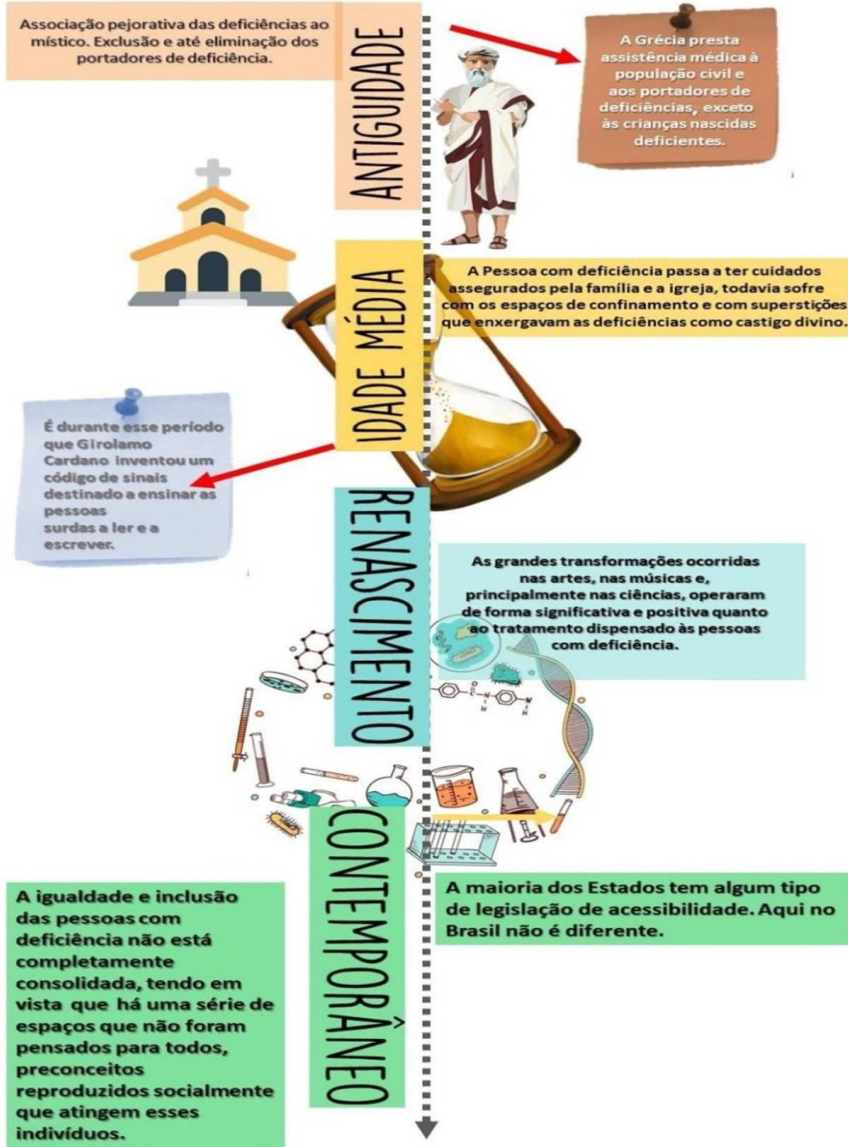 Associação pejorativa das deficiências ao
místico. Exclusão e até eliminação dos
portadores de deficiência.
ANTIGUIDADE
A Grécia presta
assistência médica à
população civil e
aos portadores de
deficiências, exceto
às crianças nascidas
deficientes.
IDADE MÉDIA
A Pessoa com deficiência passa a ter cuidados
assegurados pela família e a igreja, todavia sofre
com os espaços de confinamento e com superstições
que enxergavam as deficiências como castigo divino.
É durante esse período
que Girolamo
Cardano inventou um
código de sinais
destinado a ensinar as
pessoas
surdas a ler e a
escrever.
RENASCIMENTO
As grandes transformações ocorridas
nas artes, nas músicas e,
principalmente nas ciências, operaram
de forma significativa e positiva quanto
ao tratamento dispensado às pessoas
com deficiência.
CONTEMPORÂNEO
A igualdade e inclusão
das pessoas com
deficiência não está
completamente
consolidada, tendo em
vista que há uma série de
espaços que não foram
pensados para todos,
preconceitos
reproduzidos socialmente
que atingem esses
indivíduos.
A maioria dos Estados tem algum tipo
de legislação de acessibilidade. Aqui no
Brasil não é diferente.